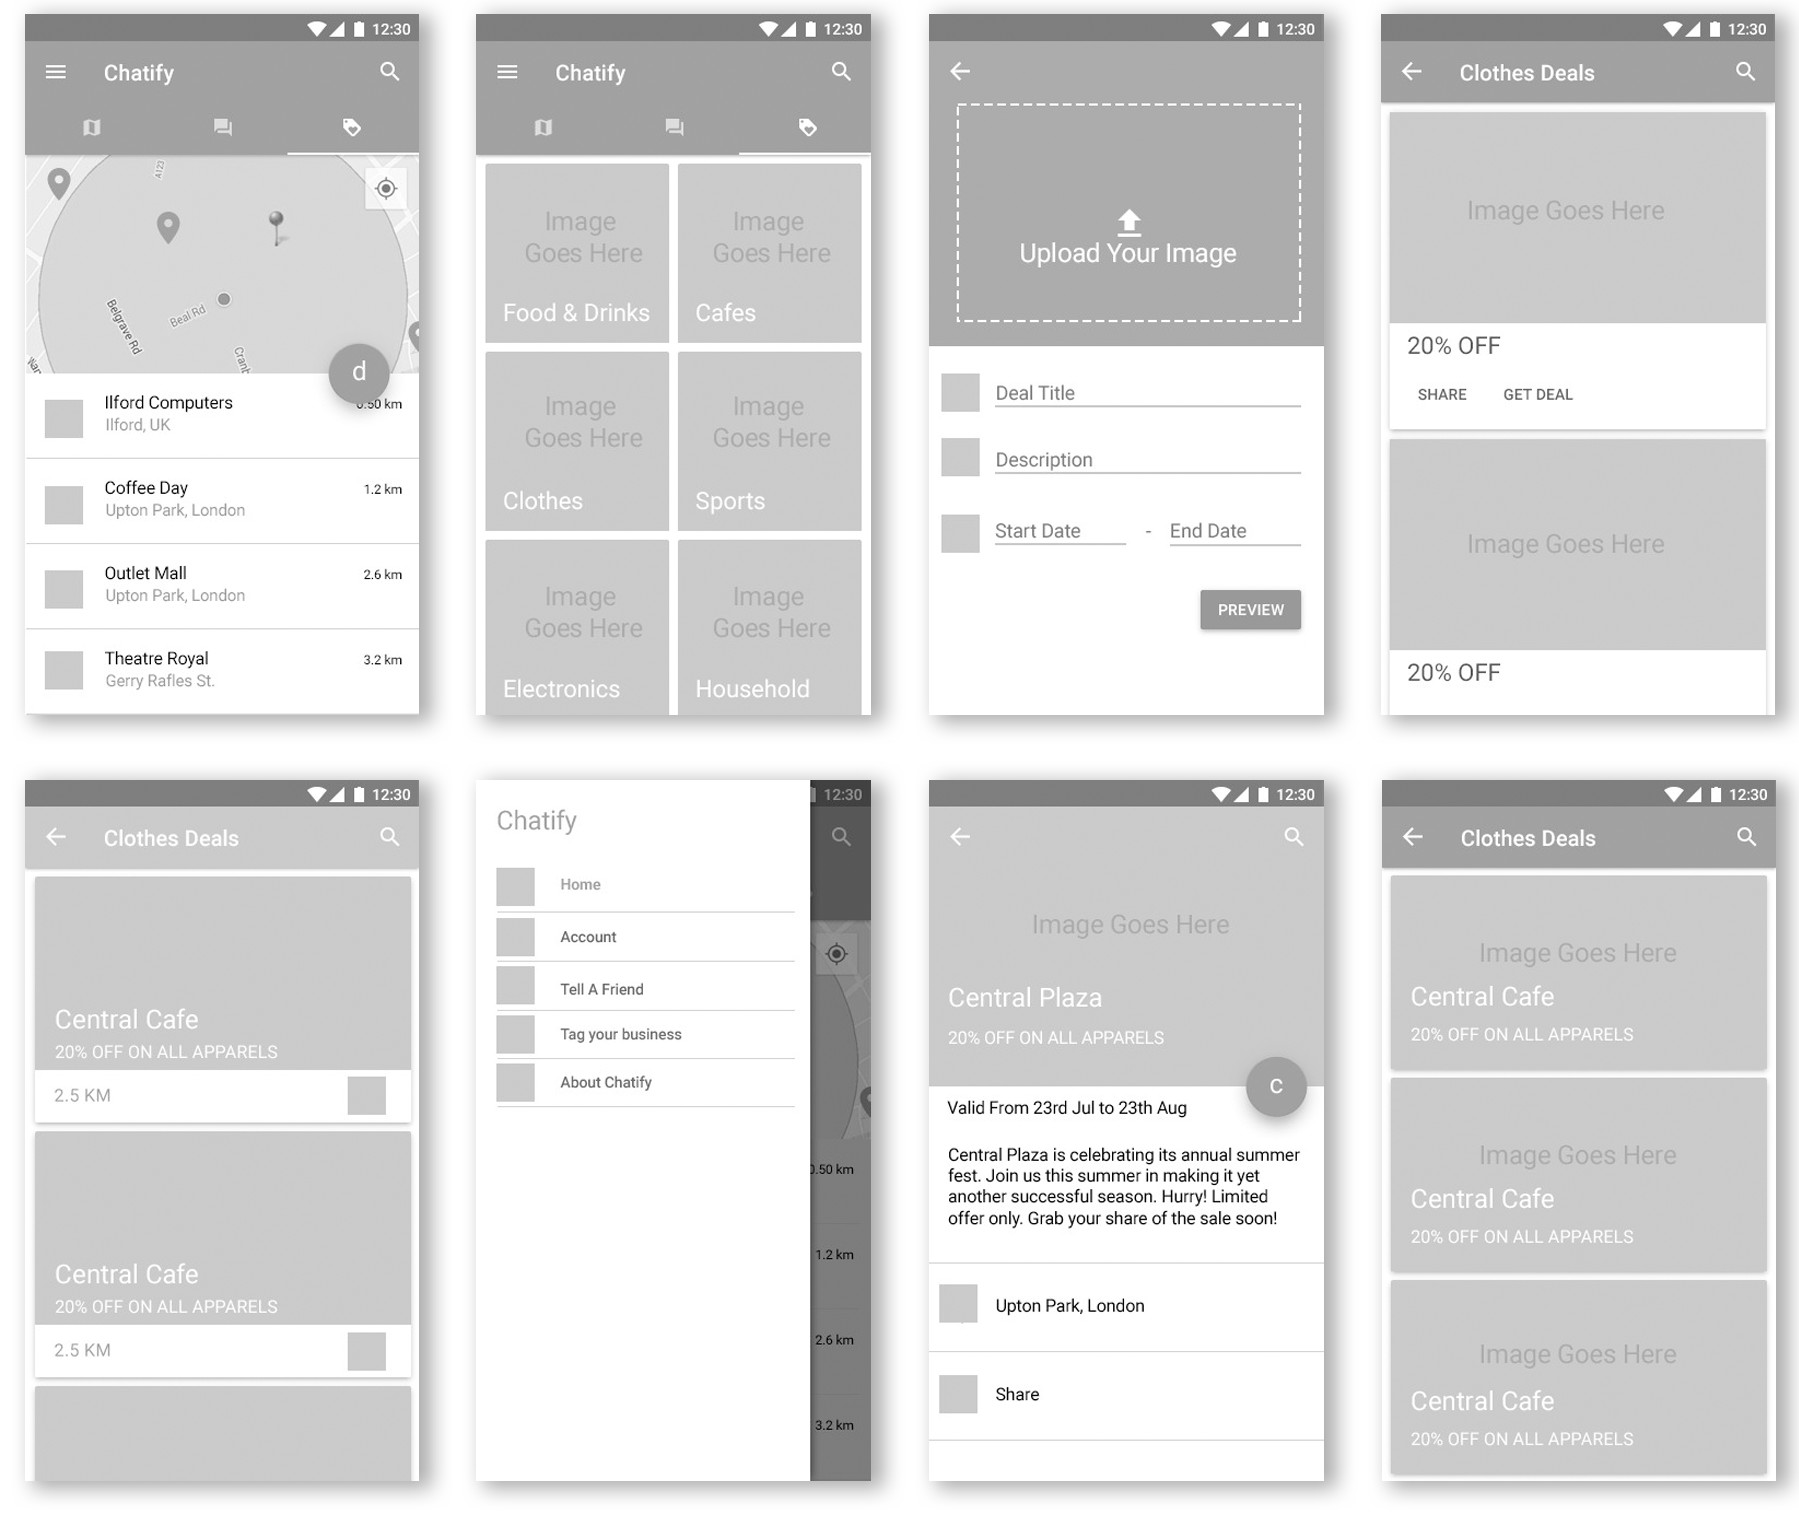 12:30
Chatify
A123
Belgrave Rd
Beal Rd
Cranb
d
Ilford Computers
0.50 km
Ilford, UK
Coffee Day
1.2 km
Upton Park, London
Outlet Mall
2.6 km
Upton Park, London
Theatre Royal
3.2 km
Gerry Rafles St.
12:30
Chatify
Image
Goes Here
Food & Drinks
Image
Goes Here
Cafes
Image
Goes Here
Clothes
Image
Goes Here
Sports
Image
Goes Here
Electronics
Image
Goes Here
Household
12:30
Upload Your Image
Deal Title
Description
Start Date - End Date
PREVIEW
12:30
Clothes Deals
Image Goes Here
20% OFF
SHARE GET DEAL
Image Goes Here
20% OFF
12:30
Clothes Deals
Central Cafe
20% OFF ON ALL APPARELS
2.5 KM
Central Cafe
20% OFF ON ALL APPARELS
2.5 KM
12:30
Chatify
Home
Account
Tell A Friend
Tag your business
About Chatify
0.50 km
1.2 km
2.6 km
3.2 km
12:30
Image Goes Here
Central Plaza
20% OFF ON ALL APPARELS
C
Valid From 23rd Jul to 23th Aug
Central Plaza is celebrating its annual summer
fest. Join us this summer in making it yet
another successful season. Hurry! Limited
offer only. Grab your share of the sale soon!
Upton Park, London
Share
12:30
Clothes Deals
Image Goes Here
Central Cafe
20% OFF ON ALL APPARELS
Image Goes Here
Central Cafe
20% OFF ON ALL APPARELS
Image Goes Here
Central Cafe
20% OFF ON ALL APPARELS